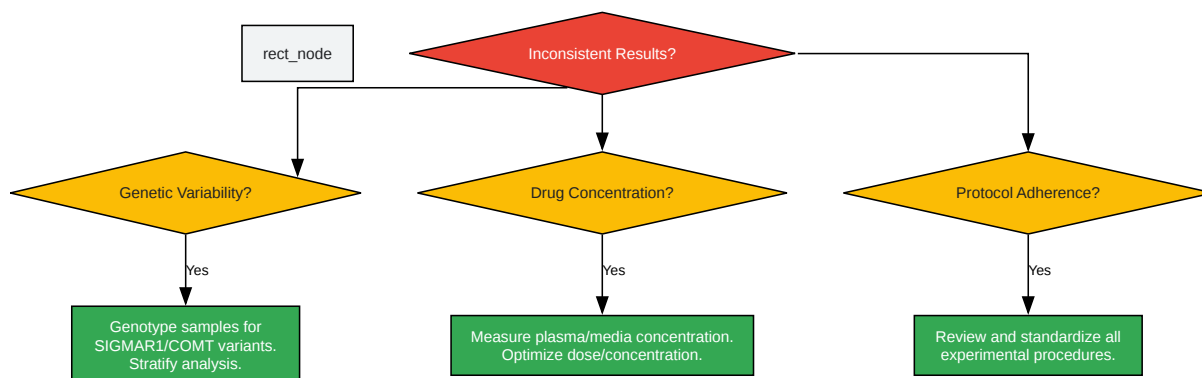 rect_node
Inconsistent Results?
Genetic Variability?
Drug Concentration?
Protocol Adherence?
Yes
Yes
Yes
Genotype samples for
SIGMAR1/COMT variants.
Stratify analysis.
Measure plasma/media concentration.
Optimize dose/concentration.
Review and standardize all
experimental procedures.